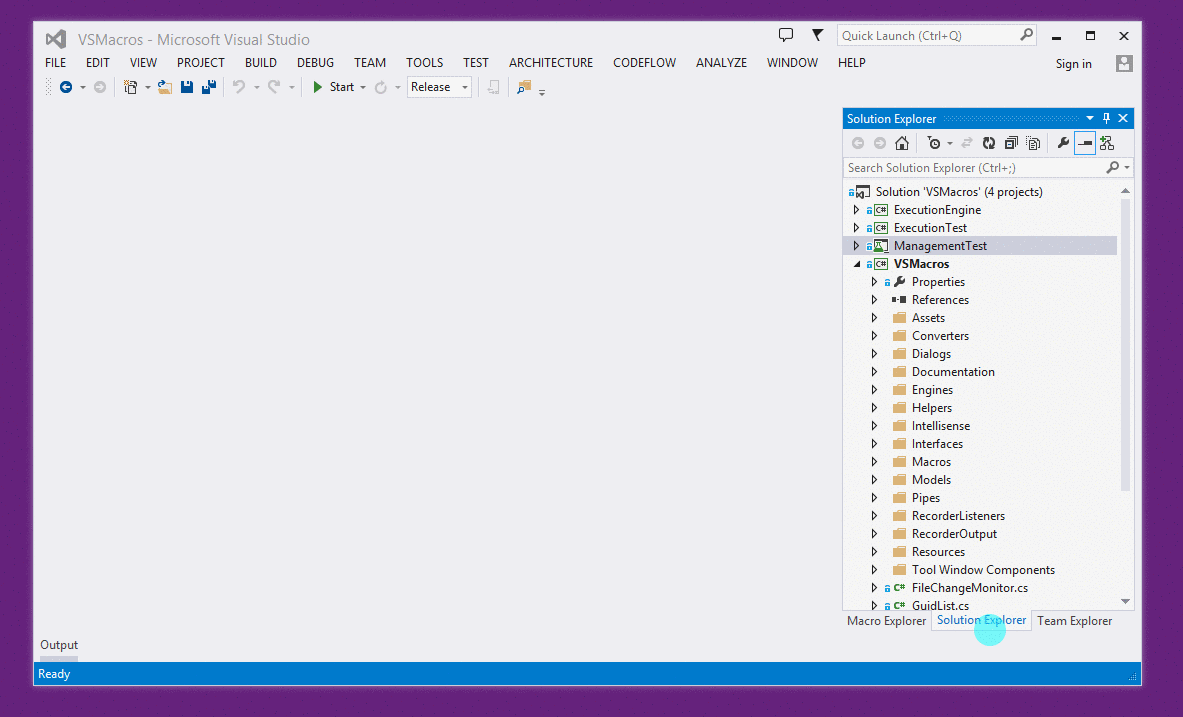 VSMacros - Microsoft Visual Studio
Quick Launch (Ctrl+Q)
FILE EDIT VIEW PROJECT BUILD DEBUG TEAM TOOLS TEST ARCHITECTURE CODEFLOW ANALYZE WINDOW HELP
Sign in
Start Release
Solution Explorer
Search Solution Explorer (Ctrl+;)
Solution 'VSMacros' (4 projects)
C# ExecutionEngine
C# ExecutionTest
ManagementTest
C# VSMacros
Properties
References
Assets
Converters
Dialogs
Documentation
Engines
Helpers
Intellisense
Interfaces
Macros
Models
Pipes
RecorderListeners
RecorderOutput
Resources
Tool Window Components
C# FileChangeMonitor.cs
C# GuidList.cs
Macro Explorer Solution Explorer Team Explorer
Output
Ready